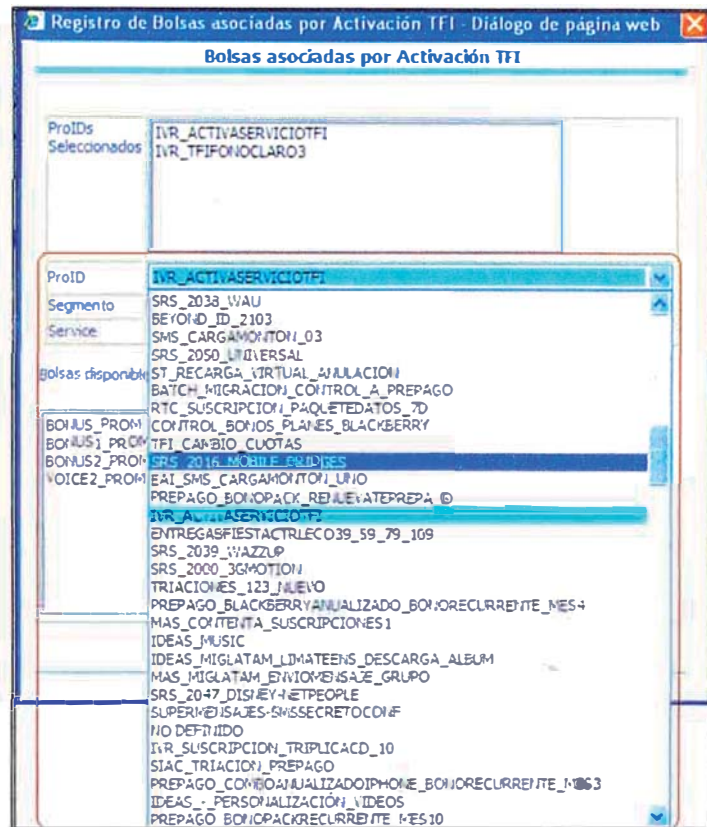 Registro de Bolsas asociadas por Activación TFI - Diálogo de página web
Bolsas asociadas por Activación TFI
ProIDs Seleccionados
IVR_ACTIVASERVICIOTFI
IVR_TFIFONOCLARO3
ProID
IVR_ACTIVASERVICIOTFI
Segmento
Service
Bolsas disponible
BONUS_PROM
BONUS1_PROM
BONUS2_PROM
VOICE2_PROM
SRS_2038_WAU
BEYOND_ID_2103
SMS_CARGAMONTON_03
SRS_2050_UNIVERSAL
ST_RECARGA_VIRTUAL_ANULACION
BATCH_MIGRACION_CONTROL_A_PREPAGO
RTC_SUSCRIPCION_PAQUETEDATOS_7D
CONTROL_BONOS_PLANES_BLACKBERRY
TFI_CAMBIO_CUOTAS
SRS_2016_MOBILE_BRIDGES
EAI_SMS_CARGAMONTON_UNO
IVR_ACTIVASERVICIOTFI
ENTREGASFIESTACTRLECO39_59_79_109
SRS_2039_WAZZUP
SRS_2000_3GMOTION
TRIACIONES_123_NUEVO
PREPAGO_BLACKBERRYANUALIZADO_BONORECURRENTE_MES4
MAS_CONTENTA_SUSCRIPCIONES1
IDEAS_MUSIC
IDEAS_MIGLATAM_LIMATEENS_DESCARGA_ALBUM
MAS_MIGLATAM_ENVIOMENSAJE_GRUPO
SRS_2047_DISNEY-NETPEOPLE
SUPERMENSAJES-SMSSECRETOCONF
NO DEFINIDO
IVR_SUSCRIPCION_TRIPLICACD_10
SIAC_TRIACION_PREPAGO
IDEAS_-_PERSONALIZACIÓN_VIDEOS
PREPAGO_BONOPACKRECURRENTE_MES10